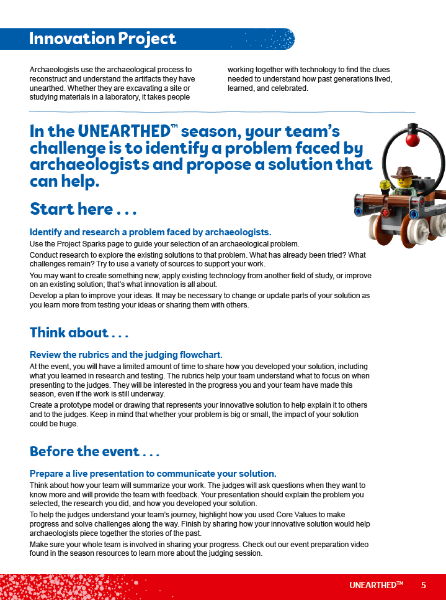 Innovation Project
Archaeologists use the archaeological process to
reconstruct and understand the artifacts they have
unearthed. Whether they are excavating a site or
studying materials in a laboratory, it takes people
working together with technology to find the clues
needed to understand how past generations lived,
learned, and celebrated.
In the UNEARTHED™ season, your team's
challenge is to identify a problem faced by
archaeologists and propose a solution that
can help.
Start here . . .
Identify and research a problem faced by archaeologists.
Use the Project Sparks page to guide your selection of an archaeological problem.
Conduct research to explore the existing solutions to that problem. What has already been tried? What
challenges remain? Try to use a variety of sources to support your work.
You may want to create something new, apply existing technology from another field of study, or improve
on an existing solution; that's what innovation is all about.
Develop a plan to improve your ideas. It may be necessary to change or update parts of your solution as
you learn more from testing your ideas or sharing them with others.
Think about . . .
Review the rubrics and the judging flowchart.
At the event, you will have a limited amount of time to share how you developed your solution, including
what you learned in research and testing. The rubrics help your team understand what to focus on when
presenting to the judges. They will be interested in the progress you and your team have made this
season, even if the work is still underway.
Create a prototype model or drawing that represents your innovative solution to help explain it to others
and to the judges. Keep in mind that whether your problem is big or small, the impact of your solution
could be huge.
Before the event . . .
Prepare a live presentation to communicate your solution.
Think about how your team will summarize your work. The judges will ask questions when they want to
know more and will provide the team with feedback. Your presentation should explain the problem you
selected, the research you did, and how you developed your solution.
To help the judges understand your team's journey, highlight how you used Core Values to make
progress and solve challenges along the way. Finish by sharing how your innovative solution would help
archaeologists piece together the stories of the past.
Make sure your whole team is involved in sharing your progress. Check out our event preparation video
found in the season resources to learn more about the judging session.
UNEARTHED™ 5